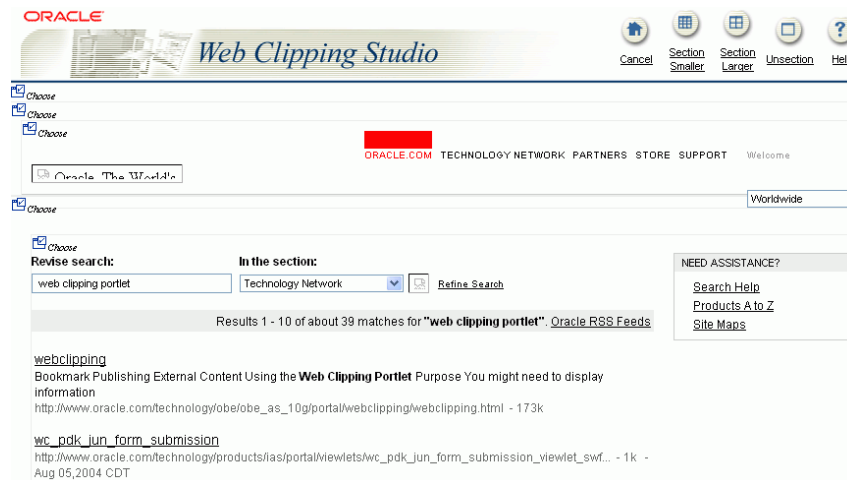 ORACLE
Web Clipping Studio
Cancel
Section Smaller
Section Larger
Unsection
Choose
Choose
Choose
ORACLE.COM TECHNOLOGY NETWORK PARTNERS STORE SUPPORT Welcome
Oracle, The World's
Worldwide
Choose
Choose
Revise search:
In the section:
web clipping portlet
Technology Network
Refine Search
Results 1 - 10 of about 39 matches for "web clipping portlet". Oracle RSS Feeds
NEED ASSISTANCE?
Search Help
Products A to Z
Site Maps
webclipping
Bookmark Publishing External Content Using the Web Clipping Portlet Purpose You might need to display
information
http://www.oracle.com/technology/obe/obe_as_10g/portal/webclipping/webclipping.html - 173k
wc_pdk_jun_form_submission
http://www.oracle.com/technology/products/ias/portal/viewlets/wc_pdk_jun_form_submission_viewlet_swf... - 1k -
Aug 05,2004 CDT